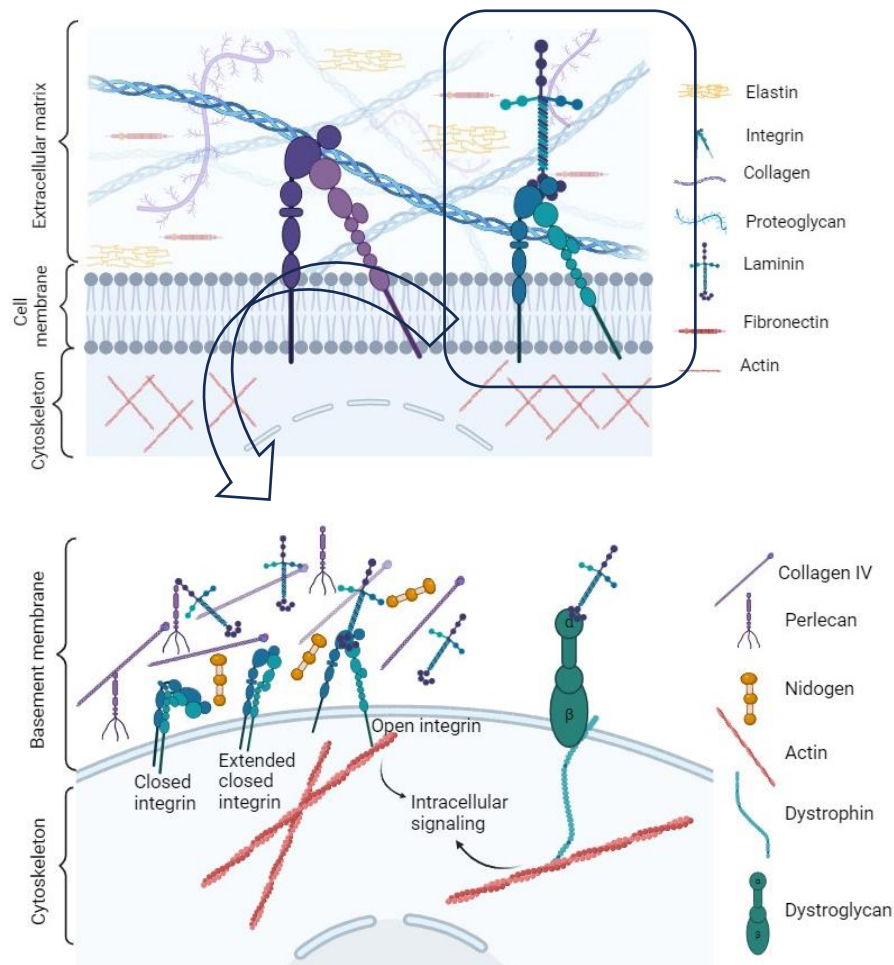 Extracellular matrix
Cell
membrane
Cytoskeleton
Elastin
Integrin
Collagen
Proteoglycan
Laminin
Fibronectin
Actin
Basement membrane
Cytoskeleton
Closed
integrin
Extended
closed
integrin
Open integrin
Intracellular
signaling
α
β
Collagen IV
Perlecan
Nidogen
Actin
Dystrophin
Dystroglycan
α
β